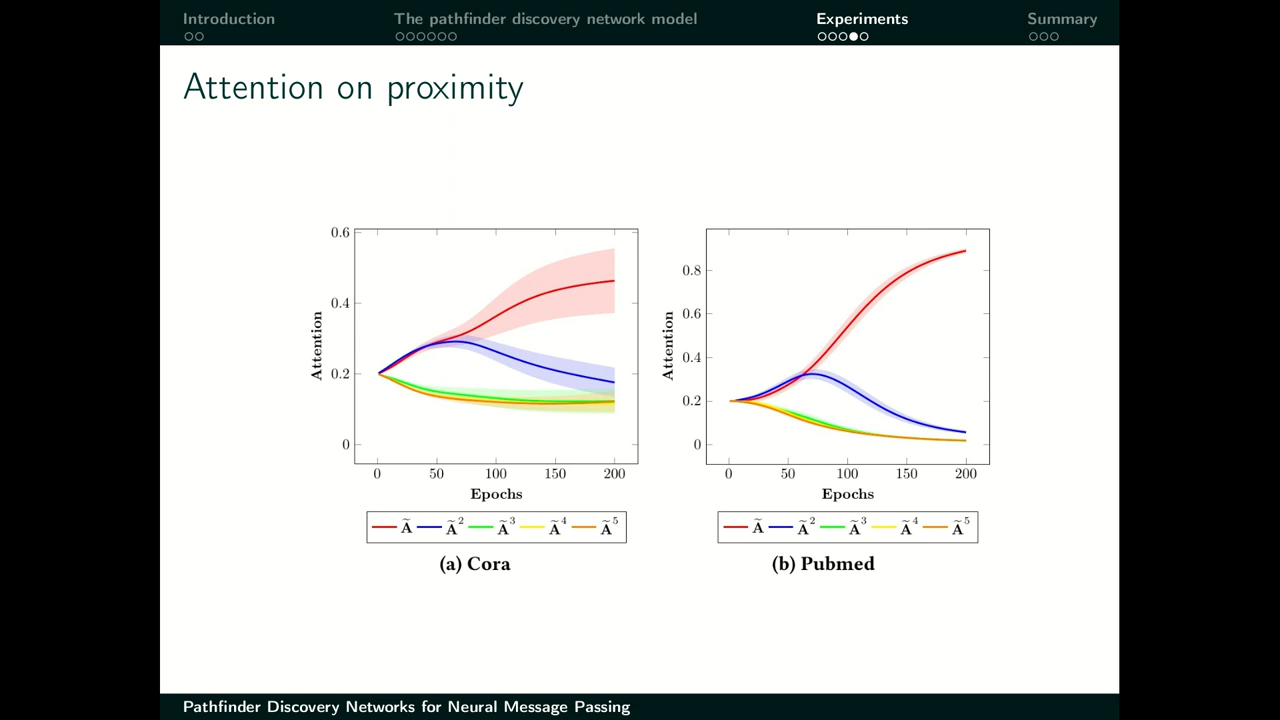 Introduction
The pathfinder discovery network model
Experiments
Summary
Attention on proximity
0.6
0.4
0.2
0
Attention
0 50 100 150 200
Epochs
Ã Ã² Ã³ Ã⁴ Ã⁵
(a) Cora
0.8
0.6
0.4
0.2
0
Attention
0 50 100 150 200
Epochs
Ã Ã² Ã³ Ã⁴ Ã⁵
(b) Pubmed
Pathfinder Discovery Networks for Neural Message Passing